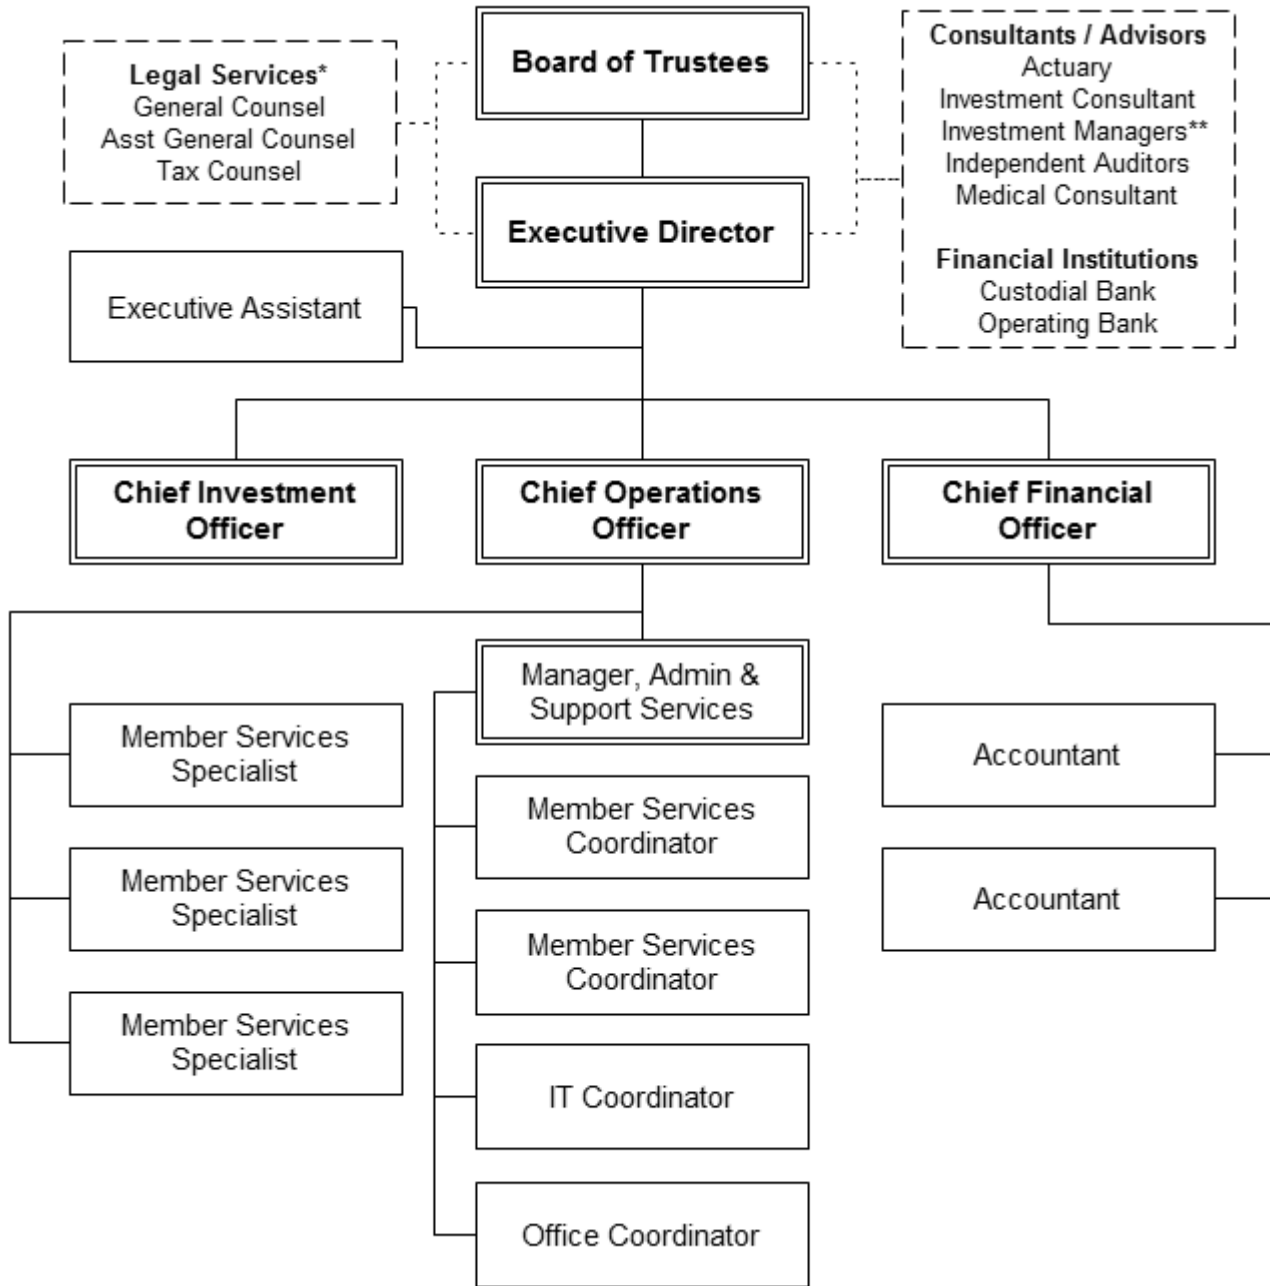 Board of Trustees
Legal Services*
General Counsel
Asst General Counsel
Tax Counsel
Consultants / Advisors
Actuary
Investment Consultant
Investment Managers**
Independent Auditors
Medical Consultant
Financial Institutions
Custodial Bank
Operating Bank
Executive Director
Executive Assistant
Chief Investment
Officer
Chief Operations
Officer
Chief Financial
Officer
Member Services
Specialist
Member Services
Specialist
Member Services
Specialist
Manager, Admin &
Support Services
Member Services
Coordinator
Member Services
Coordinator
IT Coordinator
Office Coordinator
Accountant
Accountant